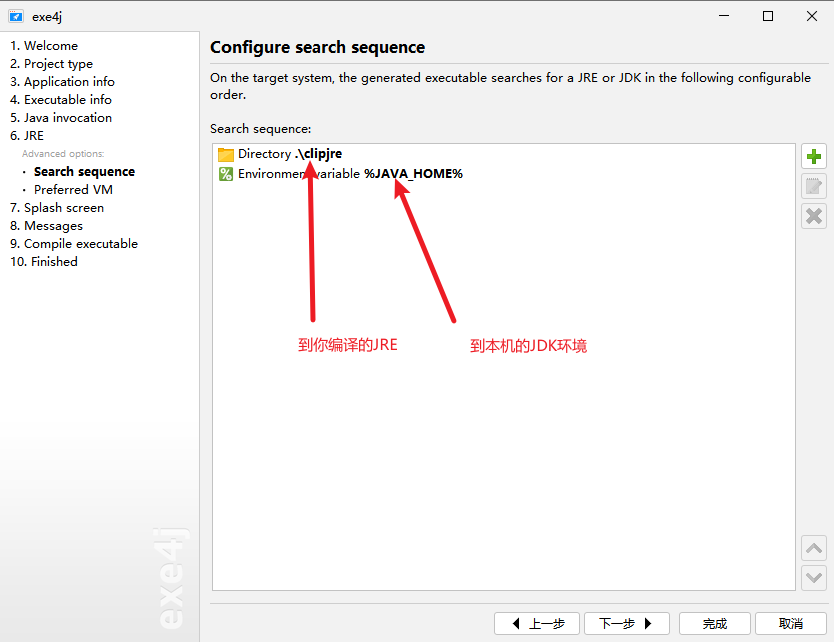 exe4j
1. Welcome
2. Project type
3. Application info
4. Executable info
5. Java invocation
6. JRE
Advanced options:
· Search sequence
· Preferred VM
7. Splash screen
8. Messages
9. Compile executable
10. Finished
exe4j
Configure search sequence
On the target system, the generated executable searches for a JRE or JDK in the following configurable
order.
Search sequence:
Directory .\clipjre
Environment variable %JAVA_HOME%
到你编译的JRE
到本机的JDK环境
上一步
下一步
完成
取消